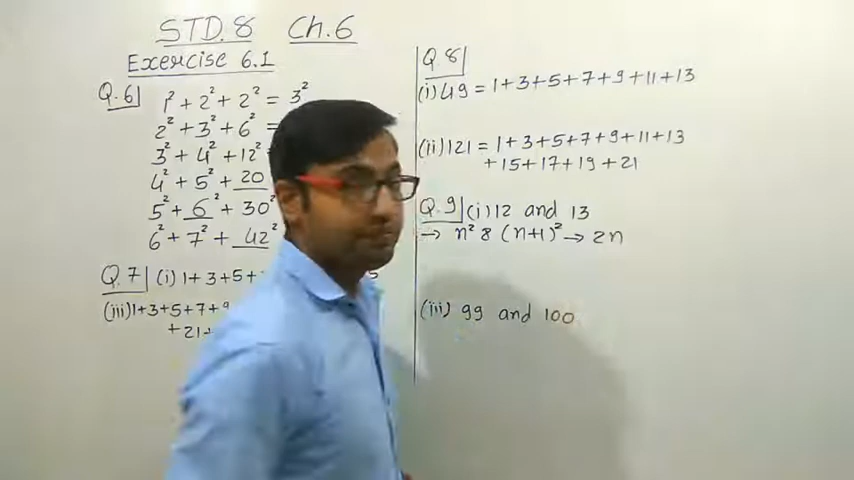 STD. 8 Ch. 6
Exercise 6.1
Q.6 1² + 2² + 2² = 3²
2² + 3² + 6² =
3² + 4² + 12² =
4² + 5² + 20²
5² + 6² + 30²
6² + 7² + 42²
Q.7 (i) 1 + 3 + 5 +
(iii) 1+3+5+7+9
+21+
Q.8
(i) 49 = 1+3+5+7+9+11+13
(ii) 121 = 1+3+5+7+9+11+13
+15+17+19+21
Q.9 (i) 12 and 13
→ n² & (n+1)² → 2n
(iii) 99 and 100